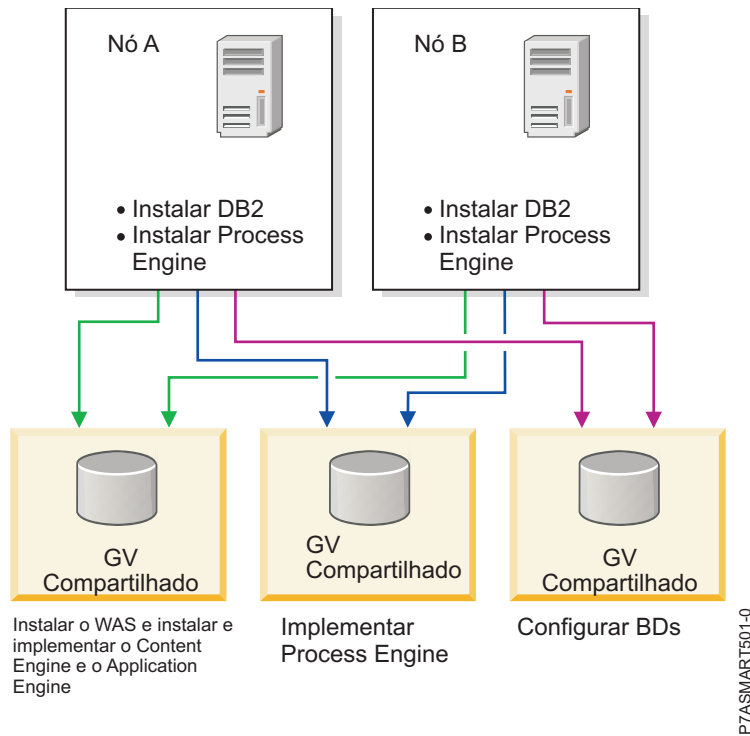 Nó A
• Instalar DB2
• Instalar Process
Engine
Nó B
• Instalar DB2
• Instalar Process
Engine
GV
Compartilhado
Instalar o WAS e instalar e
implementar o Content
Engine e o Application
Engine
GV
Compartilhado
Implementar
Process Engine
GV
Compartilhado
Configurar BDs
P7ASMART501-0